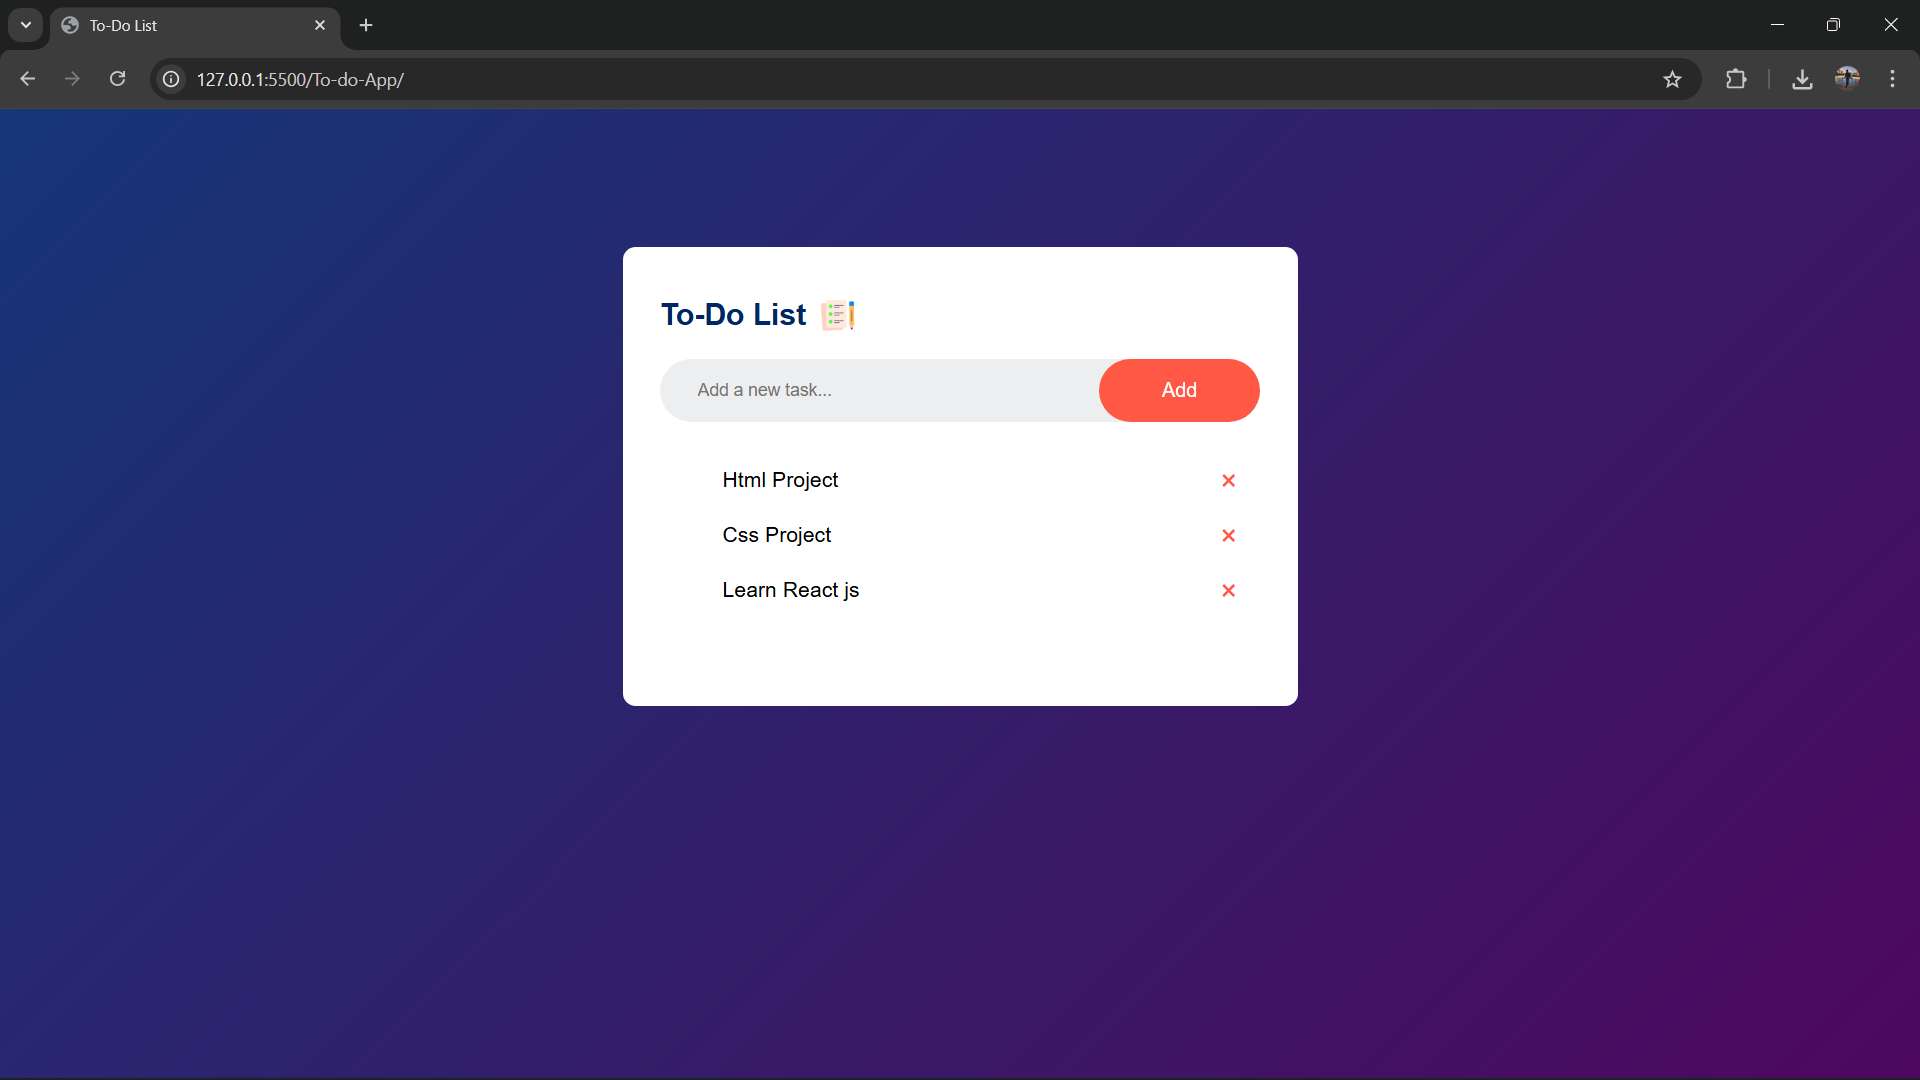 To-Do List
127.0.0.1:5500/To-do-App/
To-Do List
Add a new task...
Add
Html Project
Css Project
Learn React js